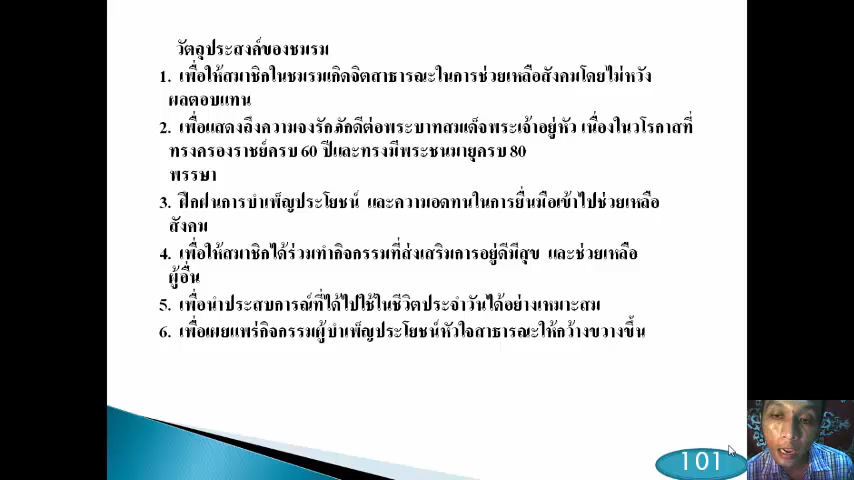 วัตถุประสงค์ของชมรม
1. เพื่อให้สมาชิกในชมรมเกิดจิตสาธารณะในการช่วยเหลือสังคมโดยไม่หวัง
ผลตอบแทน
2. เพื่อแสดงถึงความจงรักภักดีต่อพระบาทสมเด็จพระเจ้าอยู่หัว เนื่องในวโรกาสที่
ทรงครองราชย์ครบ 60 ปีและทรงมีพระชนมายุครบ 80
พรรษา
3. ฝึกฝนการบำเพ็ญประโยชน์ และความอดทนในการยื่นมือเข้าไปช่วยเหลือ
สังคม
4. เพื่อให้สมาชิกได้ร่วมทำกิจกรรมที่ส่งเสริมการอยู่ดีมีสุข และช่วยเหลือ
ผู้อื่น
5. เพื่อนำประสบการณ์ที่ได้ไปใช้ในชีวิตประจำวันได้อย่างเหมาะสม
6. เพื่อเผยแพร่กิจกรรมผู้บำเพ็ญประโยชน์หัวใจสาธารณะให้กว้างขวางขึ้น
101